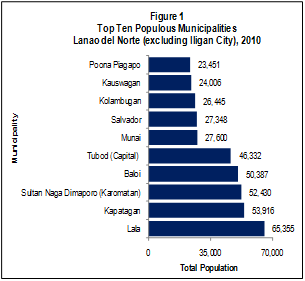 Figure 1
Top Ten Populous Municipalities
Lanao del Norte (excluding Iligan City), 2010
Municipality
Poona Piagapo 23,451
Kauswagan 24,006
Kolambugan 26,445
Salvador 27,348
Munai 27,600
Tubod (Capital) 46,332
Baloi 50,387
Sultan Naga Dimaporo (Karomatan) 52,430
Kapatagan 53,916
Lala 65,355
0 35,000 70,000
Total Population